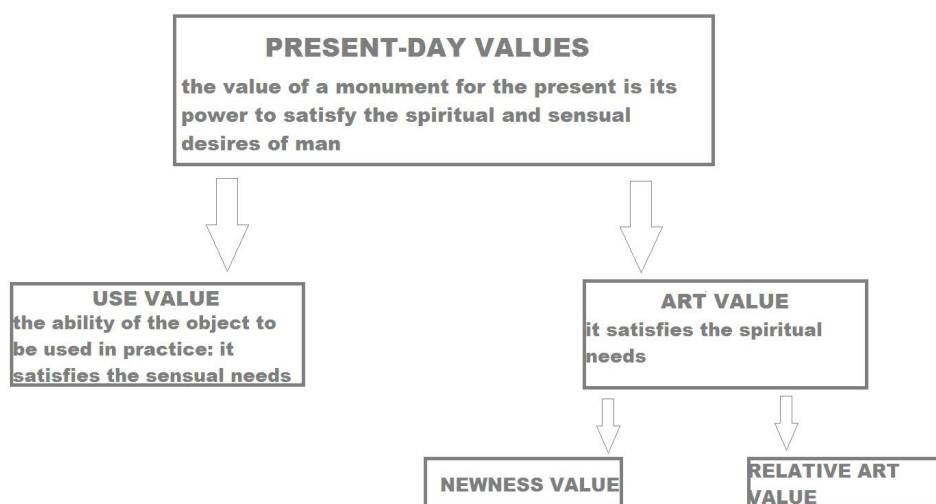 PRESENT-DAY VALUES
the value of a monument for the present is its
power to satisfy the spiritual and sensual
desires of man
USE VALUE
the ability of the object to
be used in practice: it
satisfies the sensual needs
ART VALUE
it satisfies the spiritual
needs
NEWNESS VALUE
RELATIVE ART
VALUE